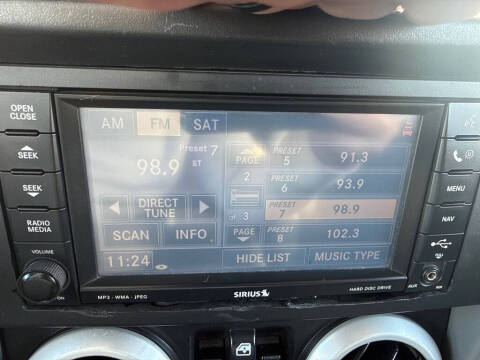 OPEN
CLOSE
SEEK
SEEK
RADIO
MEDIA
VOLUME
ON
AM FM SAT
Preset 7
98.9 ST
DIRECT
TUNE
SCAN INFO
11:24
PAGE
2
of 3
PAGE
PRESET
5 91.3
PRESET
6 93.9
PRESET
7 98.9
PRESET
8 102.3
HIDE LIST MUSIC TYPE
MP3 · WMA · JPEG
SIRIUS
HARD DISC DRIVE
MENU
NAV
AUX